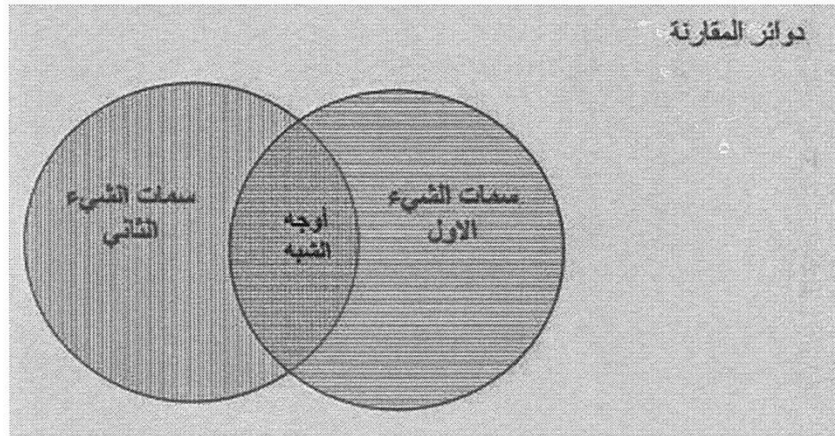 دوائر المقارنة
سمات الشيء
الاول
أوجه
الشبه
سمات الشيء
الثاني